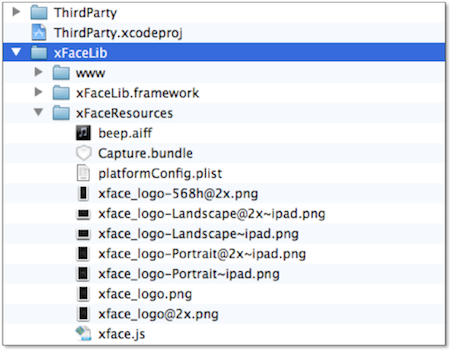 ThirdParty
ThirdParty.xcodeproj
xFaceLib
www
xFaceLib.framework
xFaceResources
beep.aiff
Capture.bundle
platformConfig.plist
xface_logo-568h@2x.png
xface_logo-Landscape@2x~ipad.png
xface_logo-Landscape~ipad.png
xface_logo-Portrait@2x~ipad.png
xface_logo-Portrait~ipad.png
xface_logo.png
xface_logo@2x.png
xface.js